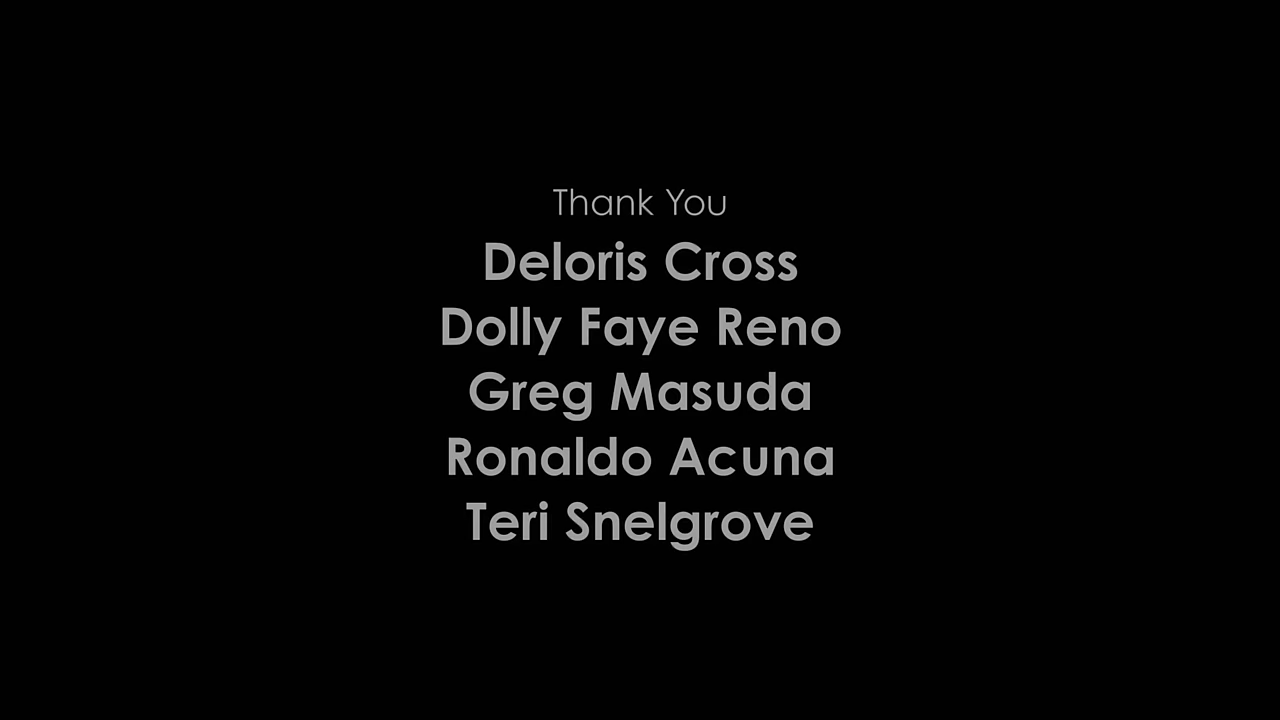 Thank You
Deloris Cross
Dolly Faye Reno
Greg Masuda
Ronaldo Acuna
Teri Snelgrove